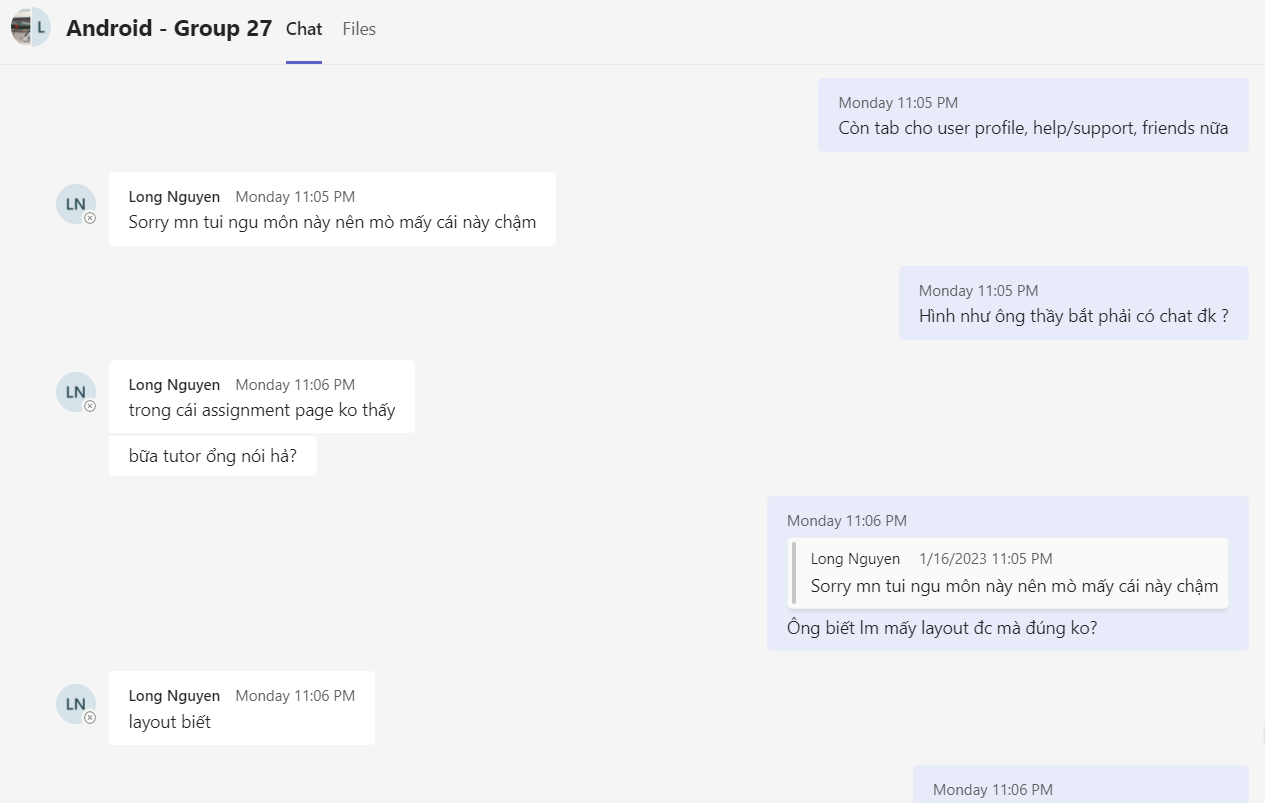 L
Android - Group 27 Chat Files
Monday 11:05 PM
Còn tab cho user profile, help/support, friends nữa
LN
Long Nguyen Monday 11:05 PM
Sorry mn tui ngu môn này nên mò mấy cái này chậm
Monday 11:05 PM
Hình như ông thầy bắt phải có chat đk ?
LN
Long Nguyen Monday 11:06 PM
trong cái assignment page ko thấy
bữa tutor ổng nói hả?
Monday 11:06 PM
Long Nguyen 1/16/2023 11:05 PM
Sorry mn tui ngu môn này nên mò mấy cái này chậm
Ông biết lm mấy layout đc mà đúng ko?
LN
Long Nguyen Monday 11:06 PM
layout biết
Monday 11:06 PM